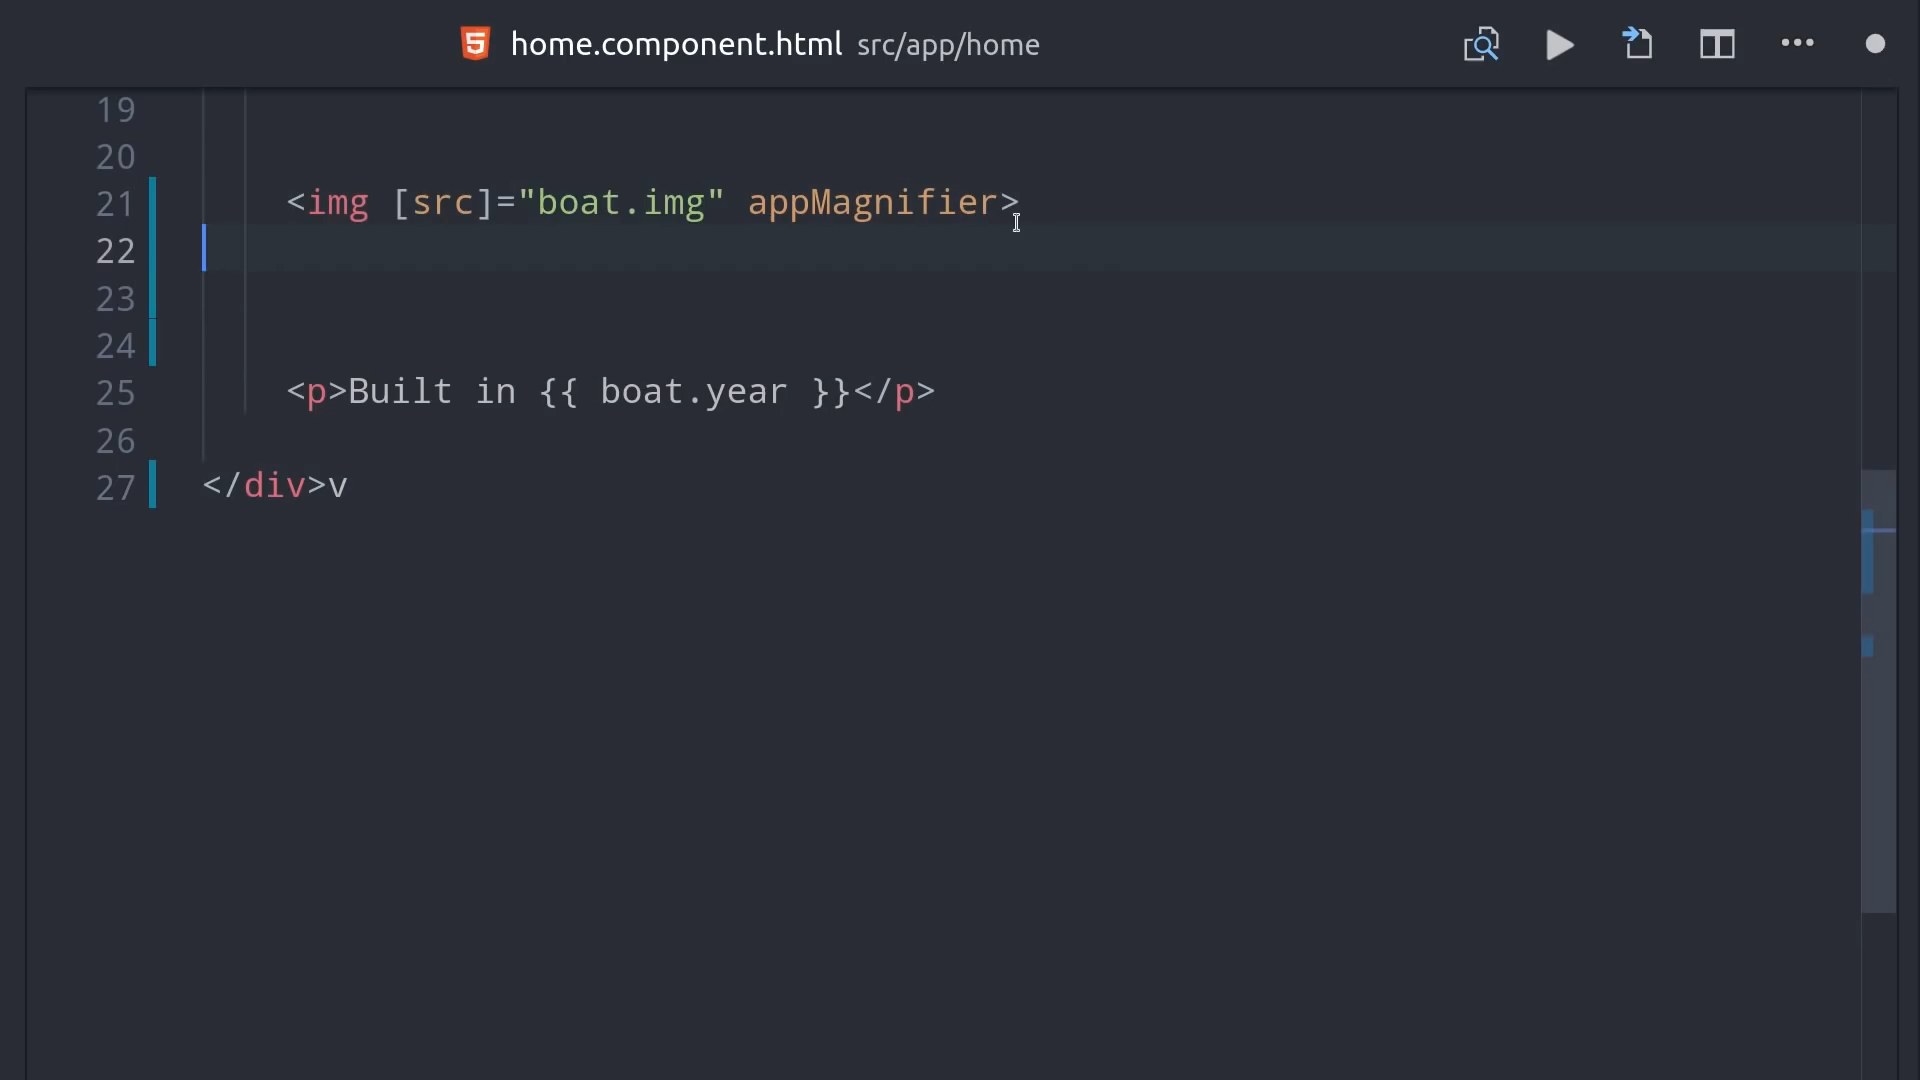 home.component.html src/app/home
19
20
21 <img [src]="boat.img" appMagnifier>
22
23
24
25 <p>Built in {{ boat.year }}</p>
26
27 </div>v